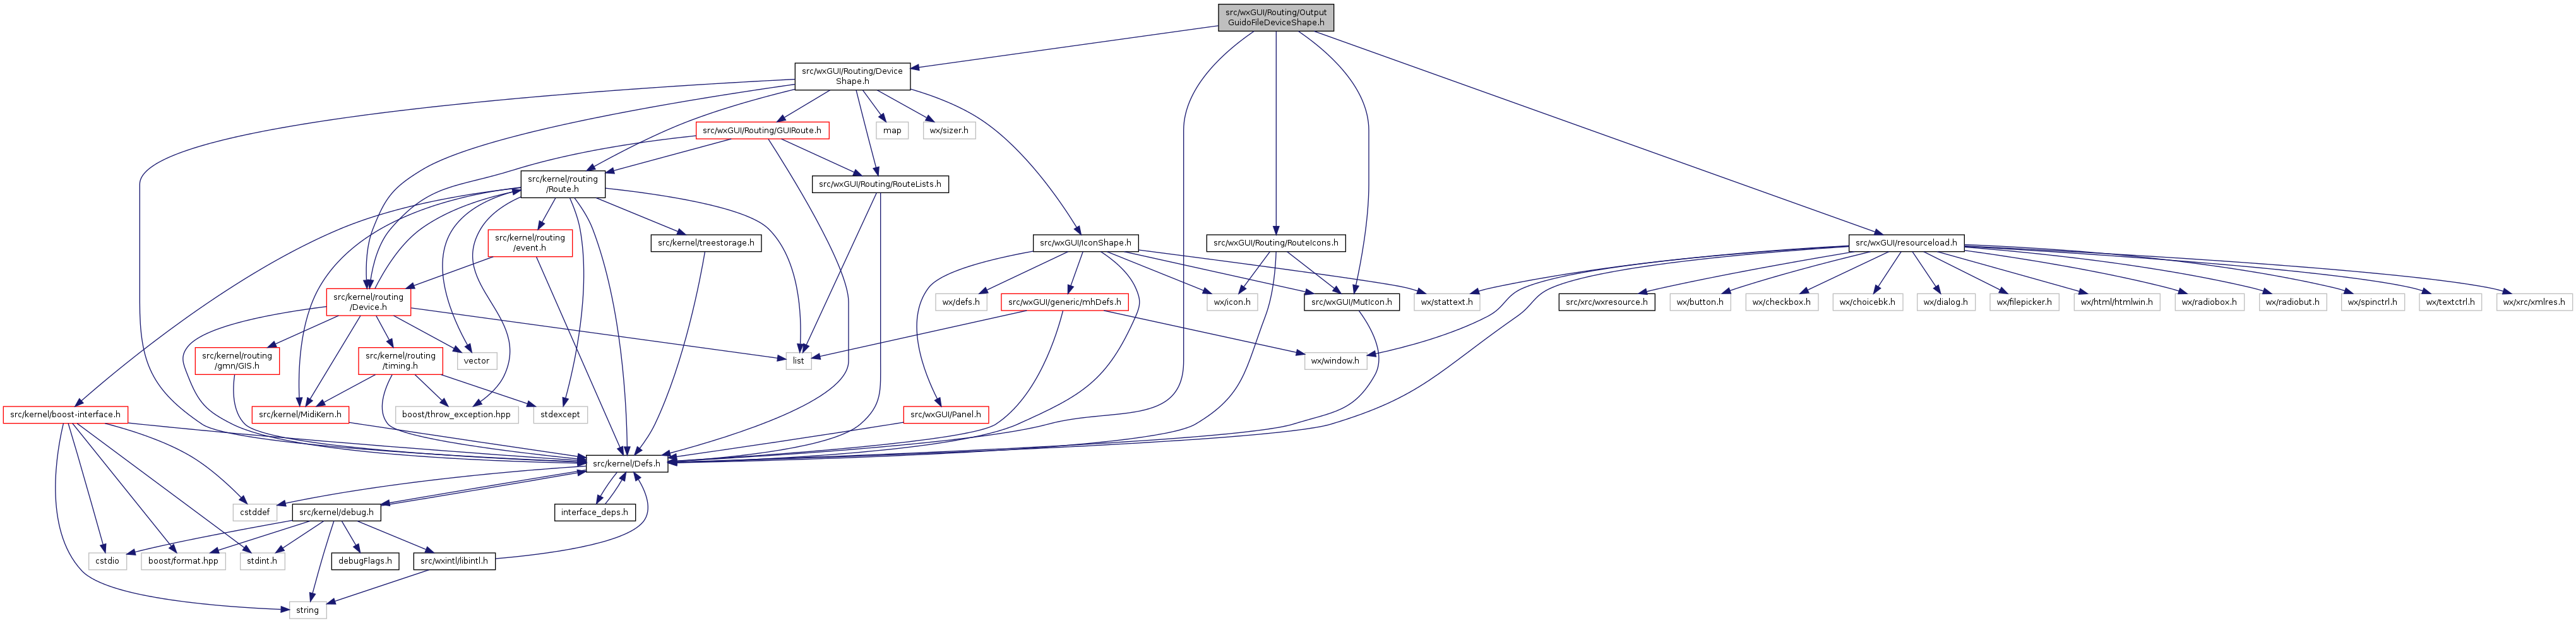 src/wxGUI/Routing/Output
GuidoFileDeviceShape.h
src/wxGUI/Routing/Device
Shape.h
src/wxGUI/Routing/GUIRoute.h
map
wx/sizer.h
src/kernel/routing
/Route.h
src/wxGUI/Routing/RouteLists.h
src/kernel/routing
/event.h
src/kernel/treestorage.h
src/wxGUI/IconShape.h
src/wxGUI/Routing/RouteIcons.h
src/wxGUI/resourceload.h
src/kernel/routing
/Device.h
wx/defs.h
src/wxGUI/generic/mhDefs.h
wx/icon.h
src/wxGUI/MutIcon.h
wx/stattext.h
src/xrc/wxresource.h
wx/button.h
wx/checkbox.h
wx/choicebk.h
wx/dialog.h
wx/filepicker.h
wx/html/htmlwin.h
wx/radiobox.h
wx/radiobut.h
wx/spinctrl.h
wx/textctrl.h
wx/xrc/xmlres.h
src/kernel/routing
/gmn/GIS.h
src/kernel/routing
/timing.h
vector
list
wx/window.h
src/kernel/boost-interface.h
src/kernel/MidiKern.h
boost/throw_exception.hpp
stdexcept
src/wxGUI/Panel.h
src/kernel/Defs.h
cstddef
src/kernel/debug.h
interface_deps.h
cstdio
boost/format.hpp
stdint.h
debugFlags.h
src/wxintl/libintl.h
string